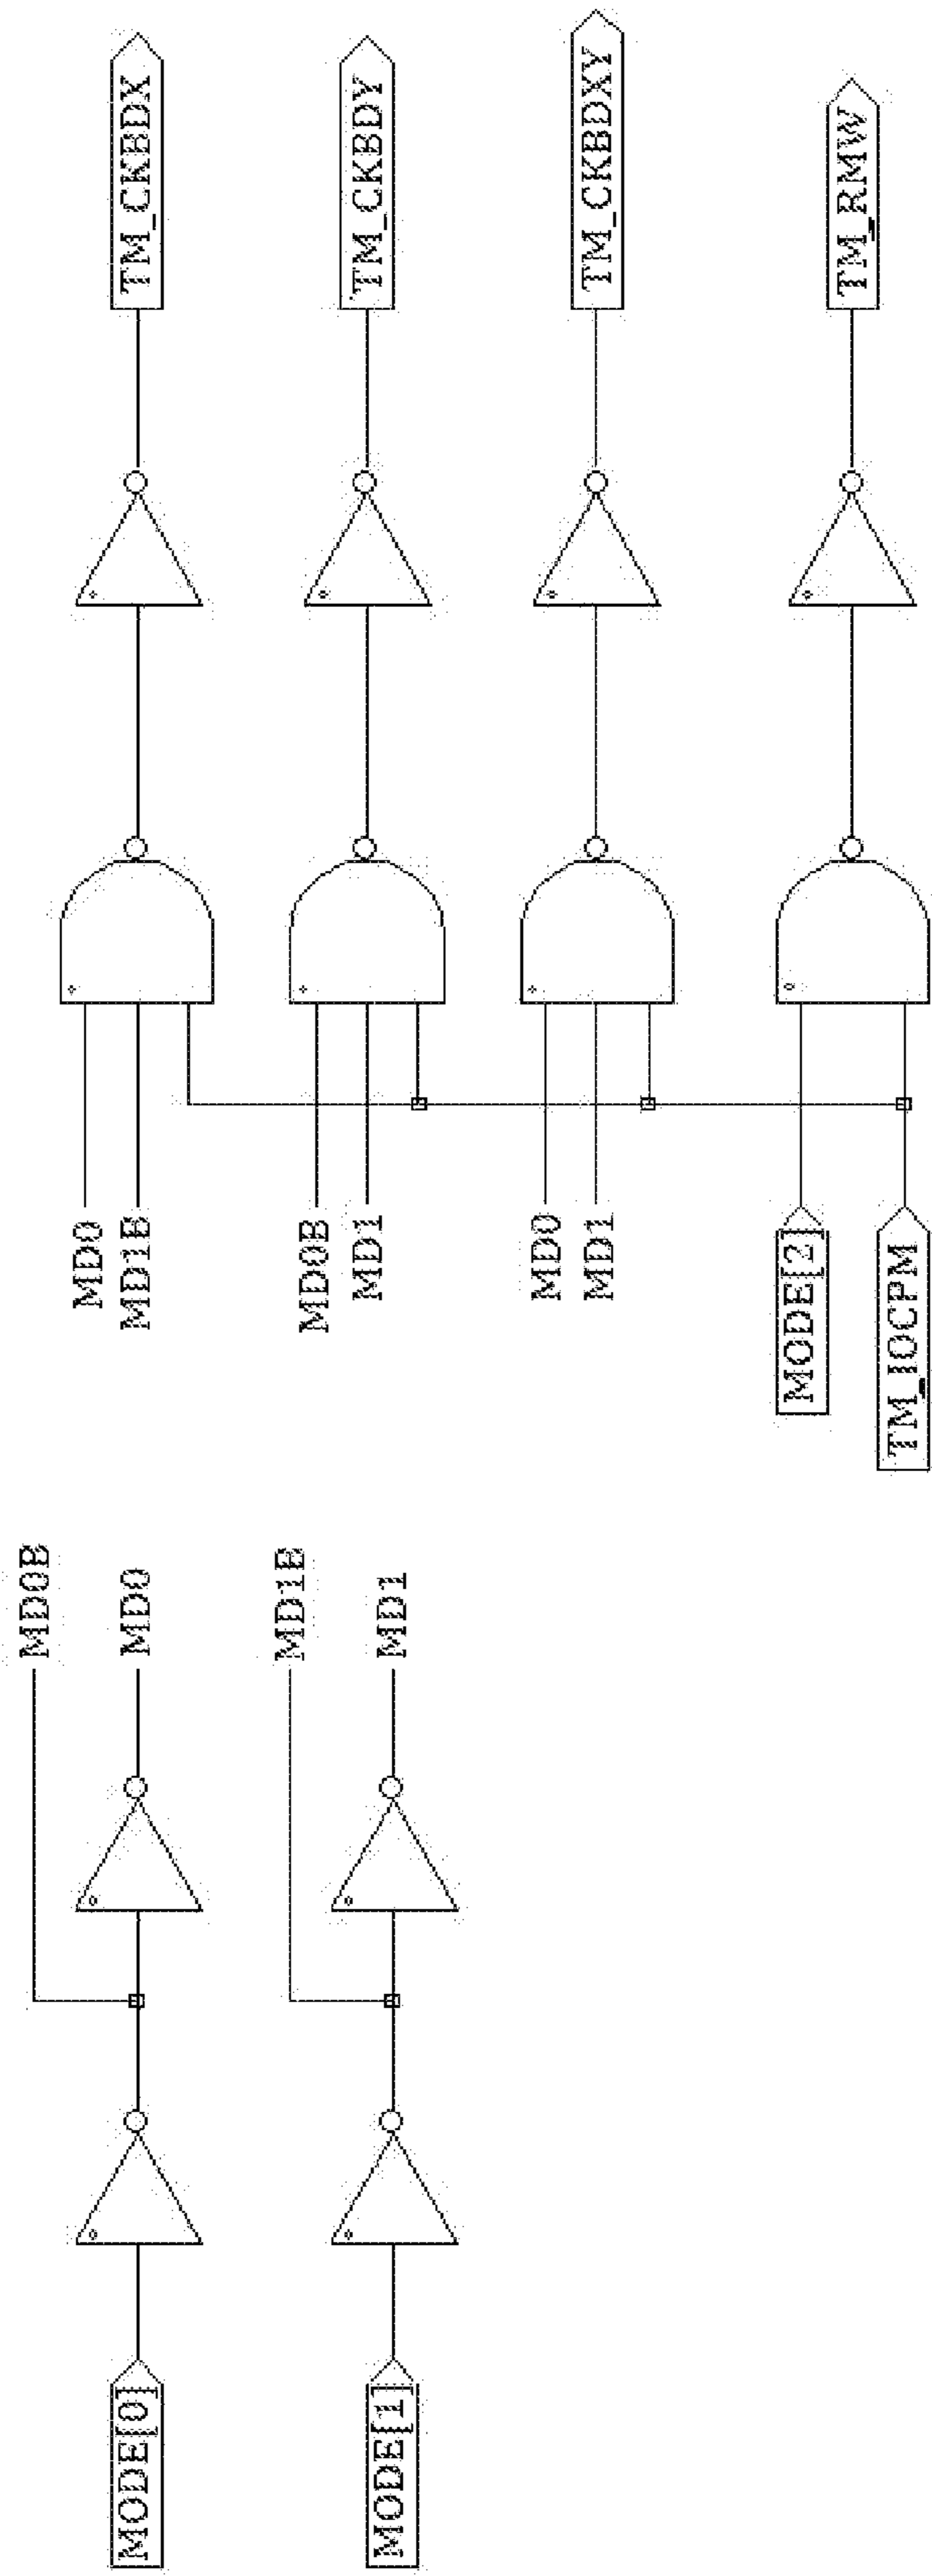 MODE[0]
MD0B
MD0
MODE[1]
MD1B
MD1
MD0
MD1B
TM_CKBDX
MD0B
MD1
TM_CKBDY
MD0
MD1
TM_CKBDXY
MODE[2]
TM_IOCPM
TM_RMW